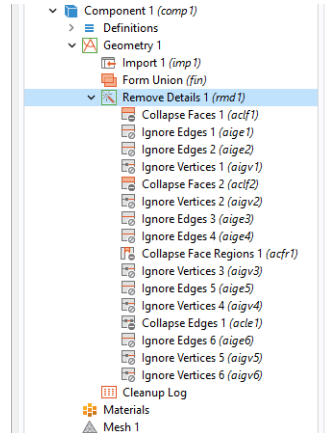 Component 1 (comp1)
Definitions
Geometry 1
Import 1 (imp1)
Form Union (fin)
Remove Details 1 (rmd1)
Collapse Faces 1 (aclf1)
Ignore Edges 1 (aige1)
Ignore Edges 2 (aige2)
Ignore Vertices 1 (aigv1)
Collapse Faces 2 (aclf2)
Ignore Vertices 2 (aigv2)
Ignore Edges 3 (aige3)
Ignore Edges 4 (aige4)
Collapse Face Regions 1 (acfr1)
Ignore Vertices 3 (aigv3)
Ignore Edges 5 (aige5)
Ignore Vertices 4 (aigv4)
Collapse Edges 1 (acle1)
Ignore Edges 6 (aige6)
Ignore Vertices 5 (aigv5)
Ignore Vertices 6 (aigv6)
Cleanup Log
Materials
Mesh 1